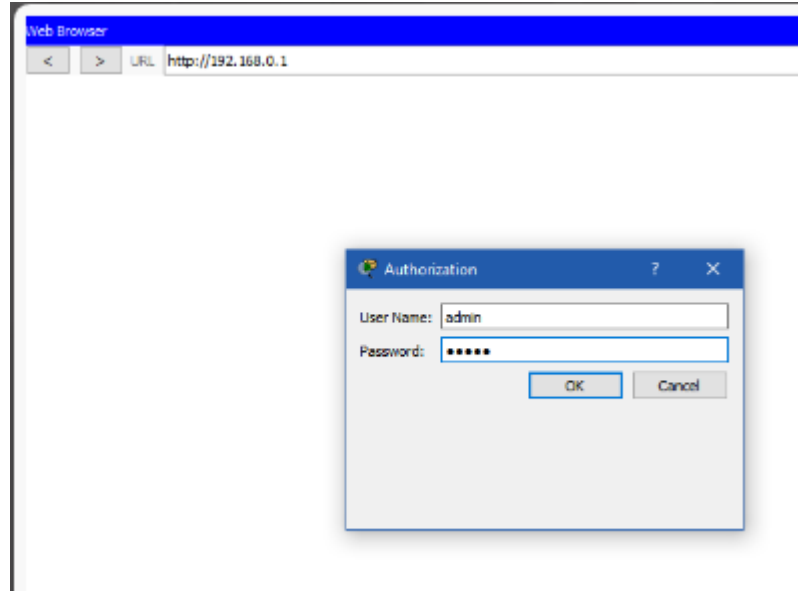 Web Browser
< > URL http://192.168.0.1
Authorization ? ×
User Name: admin
Password: •••••
OK Cancel